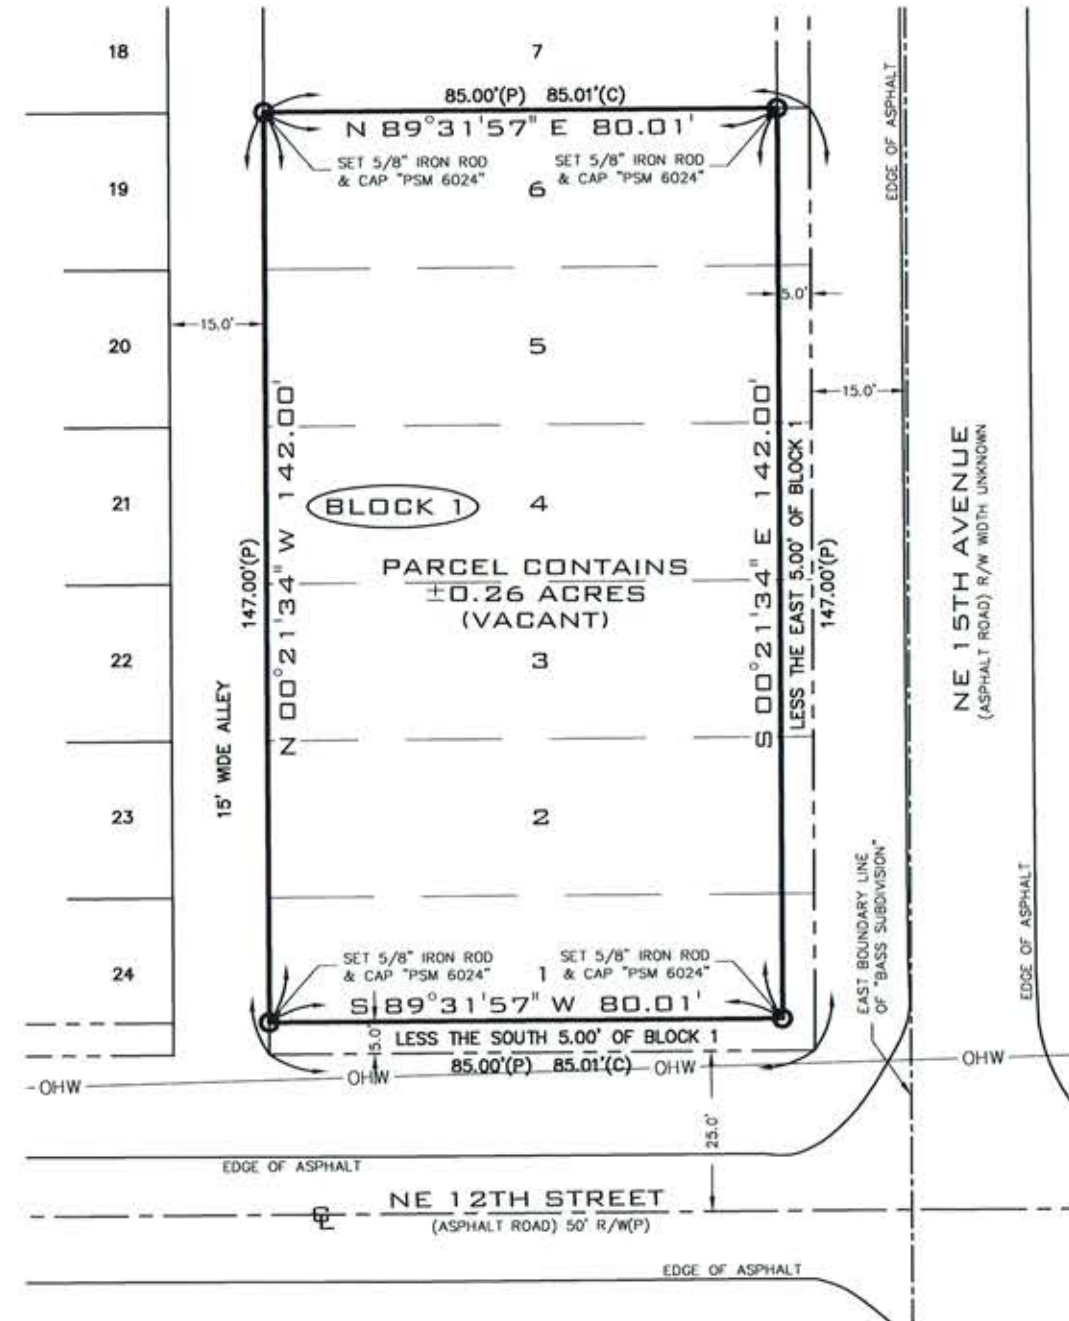 18
7
85.00'(P) 85.01'(C)
N 89°31'57" E 80.01'
SET 5/8" IRON ROD
& CAP "PSM 6024"
SET 5/8" IRON ROD
& CAP "PSM 6024"
EDGE OF ASPHALT
19
6
5.0'
15.0'
20
5
15.0'
N 00°21'34" W 142.00'
S 00°21'34" E 142.00'
LESS THE EAST 5.00' OF BLOCK 1
147.00'(P)
147.00'(P)
NE 15TH AVENUE
(ASPHALT ROAD) R/W WIDTH UNKNOWN
21
BLOCK 1
4
PARCEL CONTAINS
±0.26 ACRES
(VACANT)
22
3
15' WIDE ALLEY
23
2
EAST BOUNDARY LINE
OF "BASS SUBDIVISION"
EDGE OF ASPHALT
24
SET 5/8" IRON ROD
& CAP "PSM 6024"
1
SET 5/8" IRON ROD
& CAP "PSM 6024"
S 89°31'57" W 80.01'
5.0'
LESS THE SOUTH 5.00' OF BLOCK 1
85.00'(P) 85.01'(C)
OHW
OHW
OHW
OHW
25.0'
EDGE OF ASPHALT
NE 12TH STREET
(ASPHALT ROAD) 50' R/W(P)
CL
EDGE OF ASPHALT